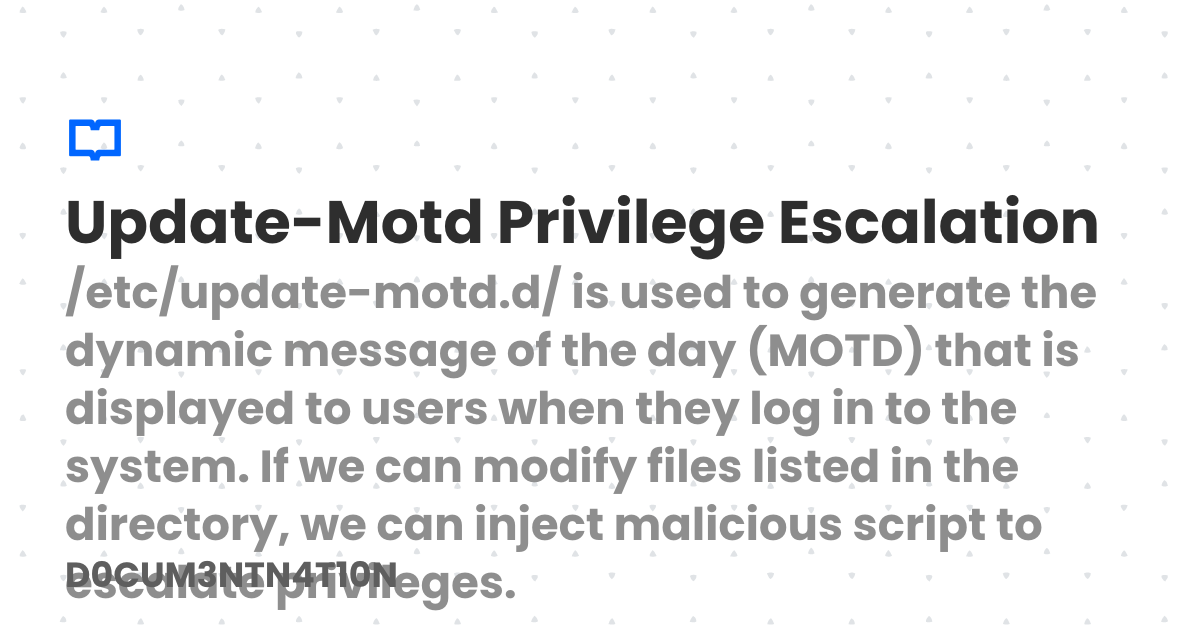 Update-Motd Privilege Escalation
/etc/update-motd.d/ is used to generate the
dynamic message of the day (MOTD) that is
displayed to users when they log in to the
system. If we can modify files listed in the
directory, we can inject malicious script to
escalate privileges.
D0CUM3NTN4T10N